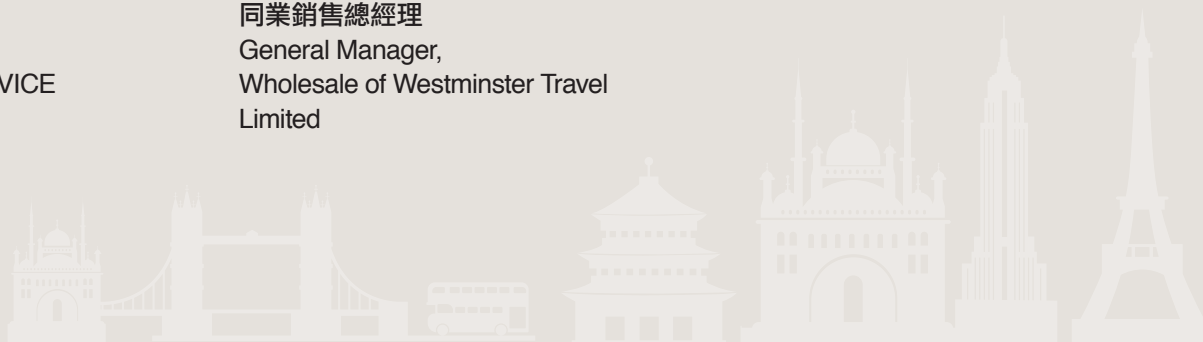 同業銷售總經理
General Manager,
VICE
Wholesale of Westminster Travel
Limited